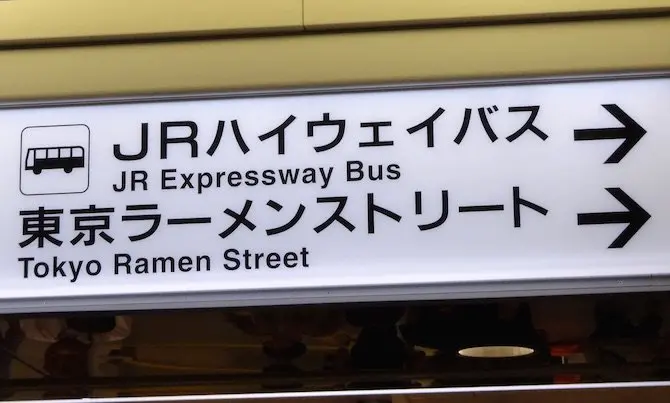 JRハイウェイバス
JR Expressway Bus
東京ラーメンストリート
Tokyo Ramen Street